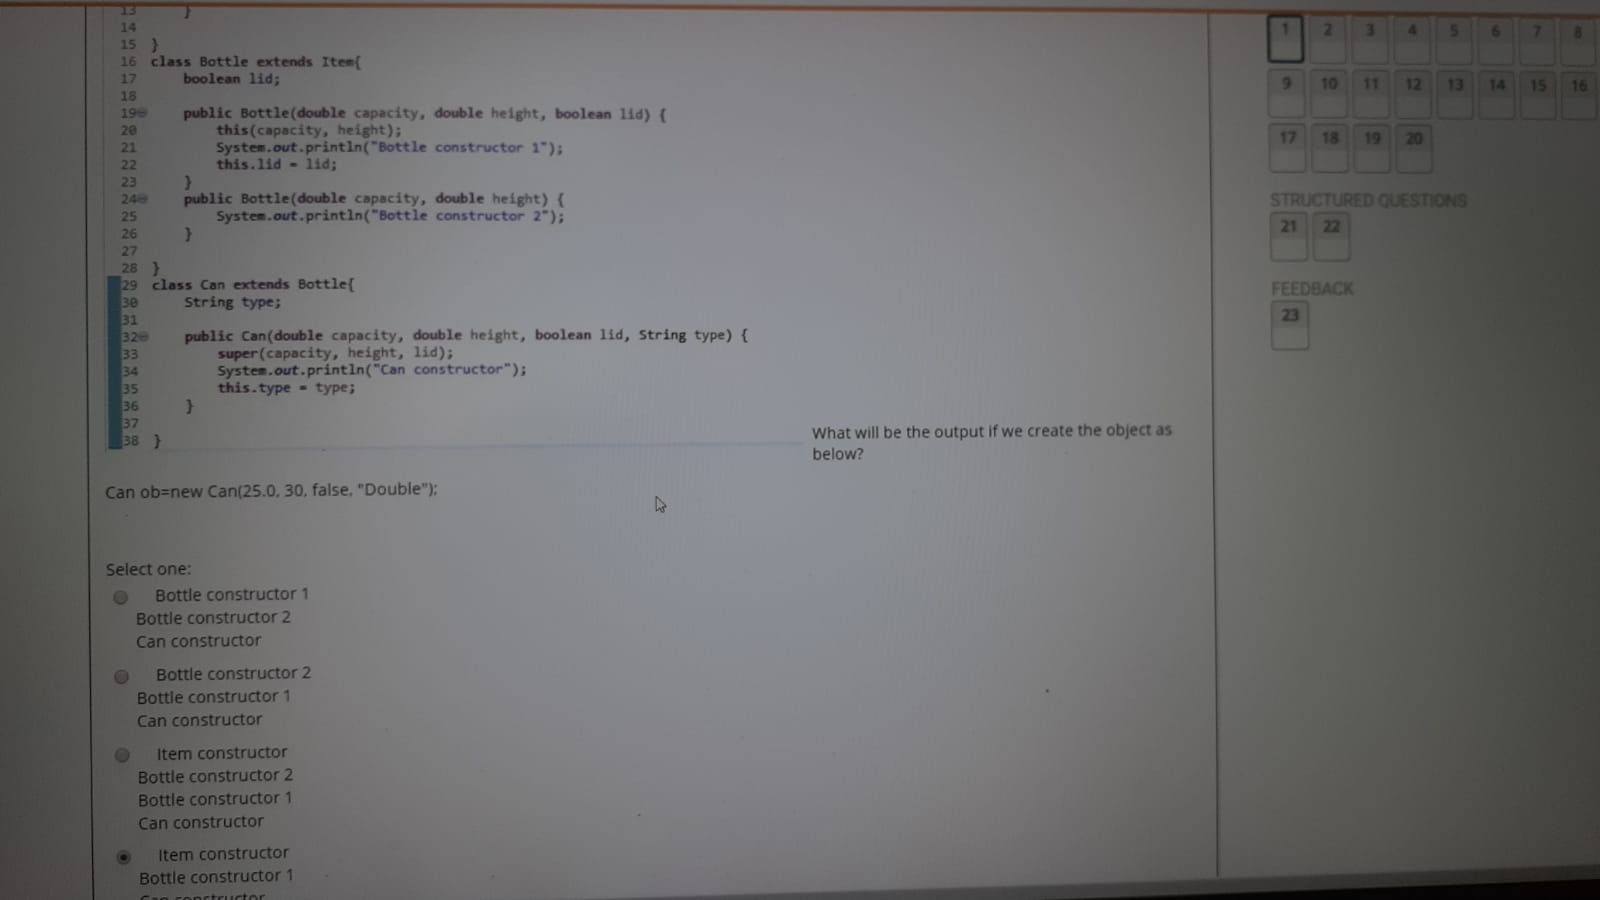 13 }
14
15 }
16 class Bottle extends Item{
17 boolean lid;
18
19 public Bottle(double capacity, double height, boolean lid) {
20 this(capacity, height);
21 System.out.println("Bottle constructor 1");
22 this.lid = lid;
23 }
24 public Bottle(double capacity, double height) {
25 System.out.println("Bottle constructor 2");
26 }
27
28 }
29 class Can extends Bottle{
30 String type;
31
32 public Can(double capacity, double height, boolean lid, String type) {
33 super(capacity, height, lid);
34 System.out.println("Can constructor");
35 this.type = type;
36 }
37
38 }
What will be the output if we create the object as
below?
Can ob=new Can(25.0, 30, false, "Double");
Select one:
Bottle constructor 1
Bottle constructor 2
Can constructor
Bottle constructor 2
Bottle constructor 1
Can constructor
Item constructor
Bottle constructor 2
Bottle constructor 1
Can constructor
Item constructor
Bottle constructor 1
Can constructor
1 2 3 4 5 6 7 8
9 10 11 12 13 14 15 16
17 18 19 20
STRUCTURED QUESTIONS
21 22
FEEDBACK
23